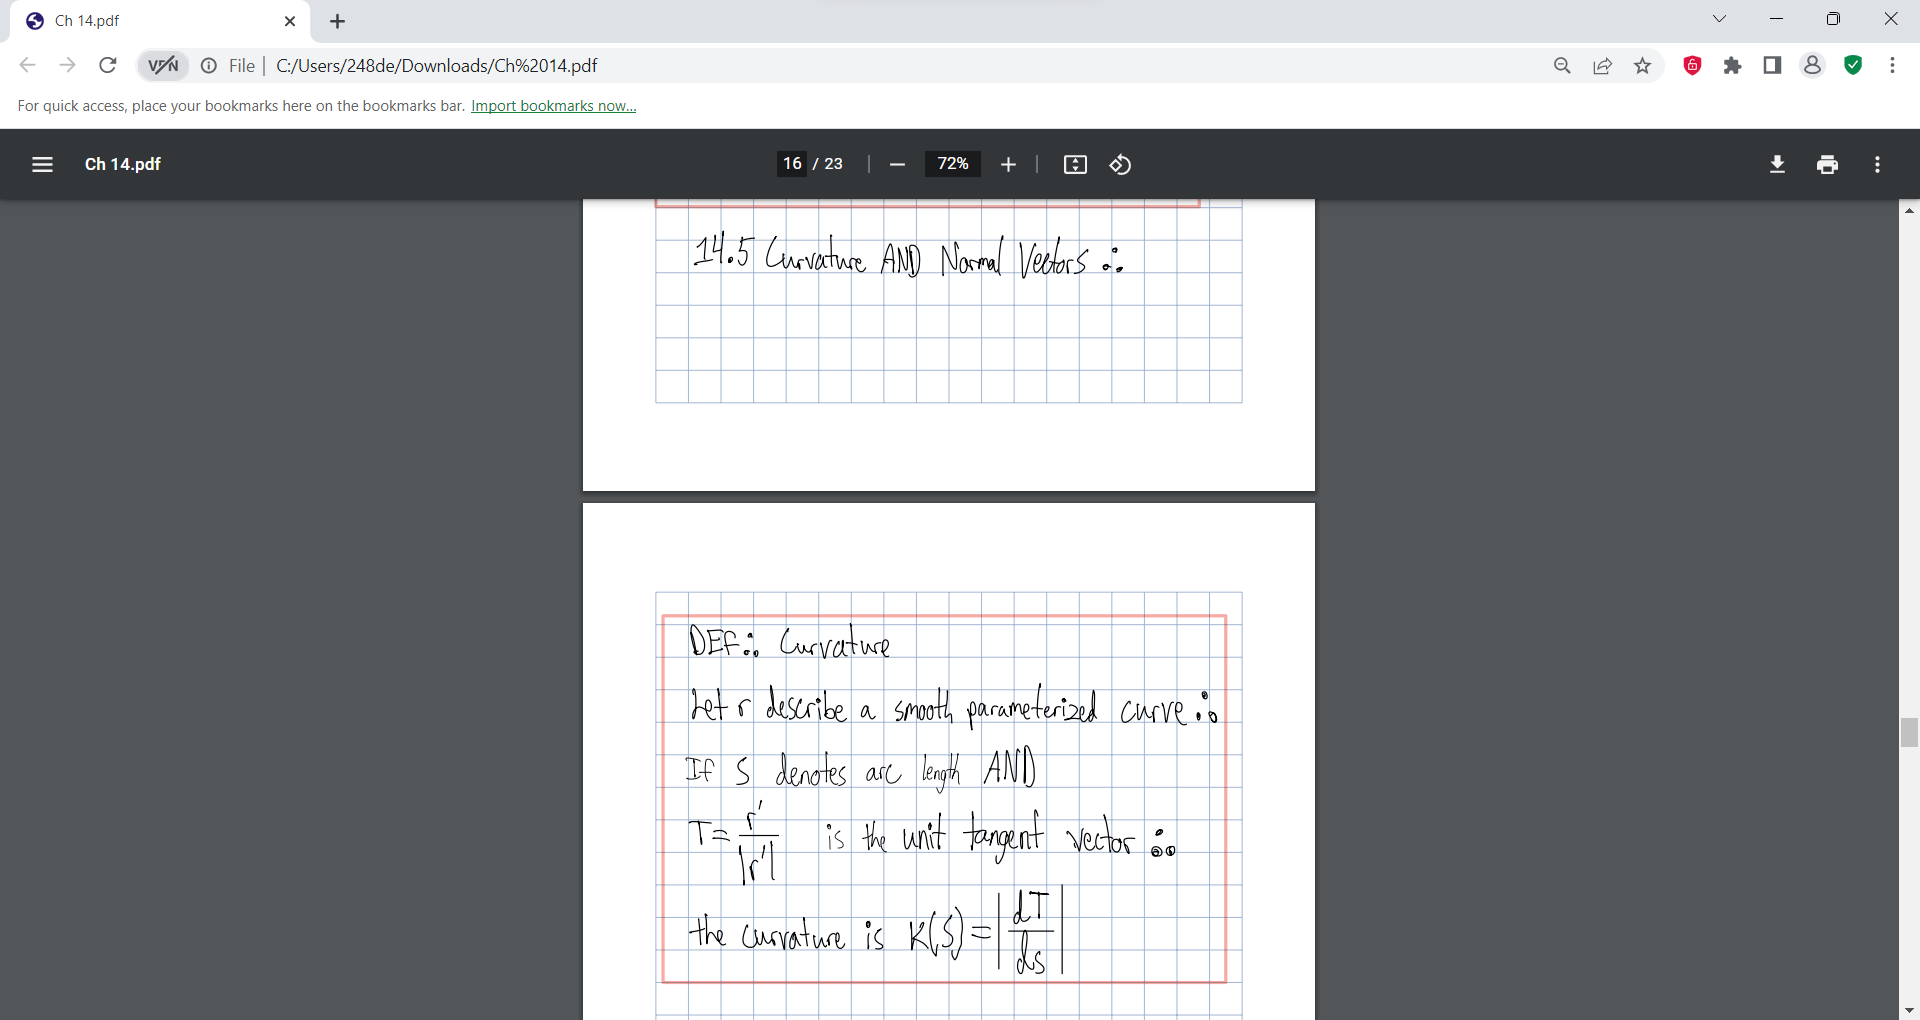 Ch 14.pdf
VPN File C:/Users/248de/Downloads/Ch%2014.pdf
For quick access, place your bookmarks here on the bookmarks bar. Import bookmarks now...
Ch 14.pdf 16 / 23 72%
14.5 Curvature AND Normal Vectors ∴
DEF∴ Curvature
Let r describe a smooth parameterized curve ∴
If S denotes arc length AND
T = r' / |r'| is the unit tangent vector ∴
the curvature is K(S) = |dT/ds|